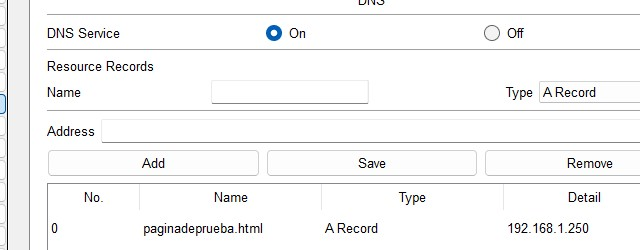 DNS
DNS Service On Off
Resource Records
Name Type A Record
Address
Add Save Remove
No. Name Type Detail
0 paginadeprueba.html A Record 192.168.1.250